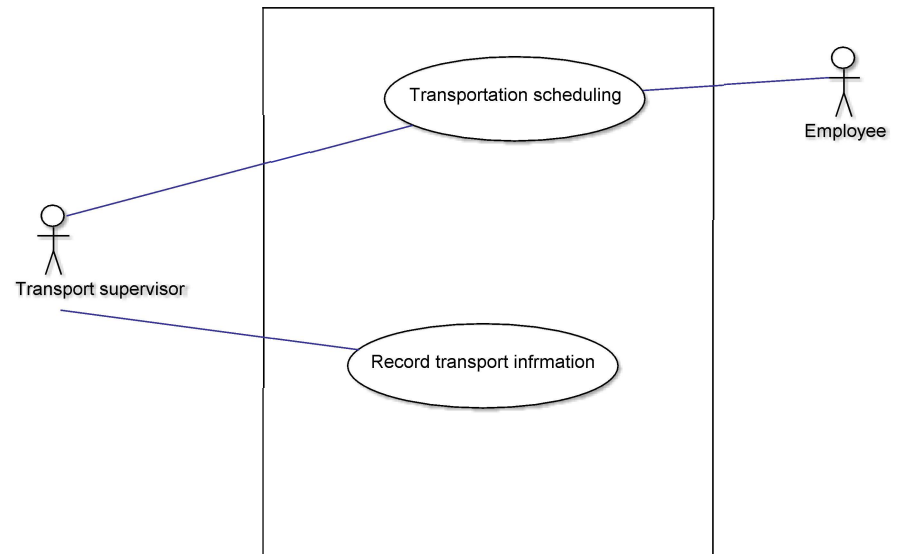 Transportation scheduling
Employee
Transport supervisor
Record transport infrmation